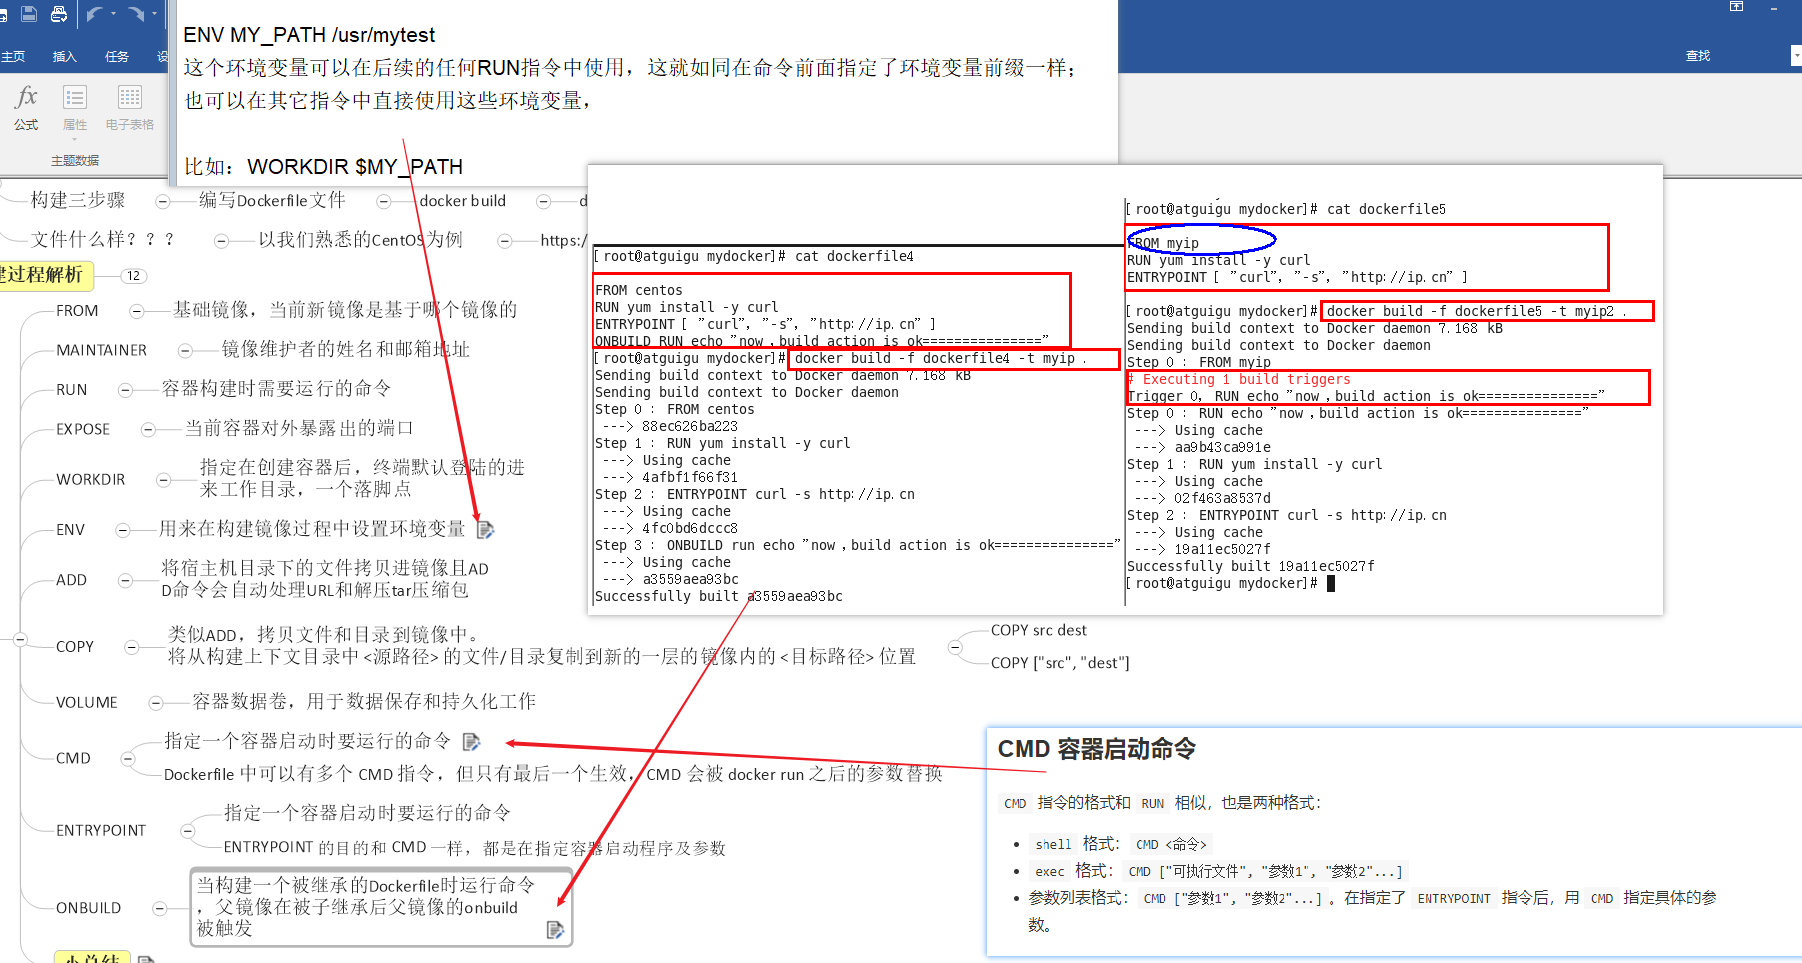 主页
插入
任务
查找
公式
属性
电子表格
主题数据
ENV MY_PATH /usr/mytest
这个环境变量可以在后续的任何RUN指令中使用，这就如同在命令前面指定了环境变量前缀一样；
也可以在其它指令中直接使用这些环境变量，
比如：WORKDIR $MY_PATH
构建三步骤
编写Dockerfile文件
docker build
d
文件什么样？？？
以我们熟悉的CentOS为例
https:/
建过程解析
12
FROM
基础镜像，当前新镜像是基于哪个镜像的
MAINTAINER
镜像维护者的姓名和邮箱地址
RUN
容器构建时需要运行的命令
EXPOSE
当前容器对外暴露出的端口
WORKDIR
指定在创建容器后，终端默认登陆的进
来工作目录，一个落脚点
ENV
用来在构建镜像过程中设置环境变量
ADD
将宿主机目录下的文件拷贝进镜像且AD
D命令会自动处理URL和解压tar压缩包
COPY
类似ADD，拷贝文件和目录到镜像中。
将从构建上下文目录中 <源路径> 的文件/目录复制到新的一层的镜像内的 <目标路径> 位置
COPY src dest
COPY ["src", "dest"]
VOLUME
容器数据卷，用于数据保存和持久化工作
CMD
指定一个容器启动时要运行的命令
Dockerfile 中可以有多个 CMD 指令，但只有最后一个生效，CMD 会被 docker run 之后的参数替换
ENTRYPOINT
指定一个容器启动时要运行的命令
ENTRYPOINT 的目的和 CMD 一样，都是在指定容器启动程序及参数
ONBUILD
当构建一个被继承的Dockerfile时运行命令
，父镜像在被子继承后父镜像的onbuild
被触发
小总结
[root@atguigu mydocker]# cat dockerfile4
FROM centos
RUN yum install -y curl
ENTRYPOINT [ "curl", "-s", "http://ip.cn" ]
ONBUILD RUN echo "now ,build action is ok==============="
[root@atguigu mydocker]# docker build -f dockerfile4 -t myip .
Sending build context to Docker daemon 7.168 kB
Sending build context to Docker daemon
Step 0 : FROM centos
---> 88ec626ba223
Step 1 : RUN yum install -y curl
---> Using cache
---> 4afbf1f66f31
Step 2 : ENTRYPOINT curl -s http://ip.cn
---> Using cache
---> 4fc0bd6dccc8
Step 3 : ONBUILD run echo "now ,build action is ok==============="
---> Using cache
---> a3559aea93bc
Successfully built a3559aea93bc
[root@atguigu mydocker]# cat dockerfile5
FROM myip
RUN yum install -y curl
ENTRYPOINT [ "curl", "-s", "http://ip.cn" ]
[root@atguigu mydocker]# docker build -f dockerfile5 -t myip2 .
Sending build context to Docker daemon 7.168 kB
Sending build context to Docker daemon
Step 0 : FROM myip
# Executing 1 build triggers
Trigger 0, RUN echo "now ,build action is ok==============="
Step 0 : RUN echo "now ,build action is ok==============="
---> Using cache
---> aa9b43ca991e
Step 1 : RUN yum install -y curl
---> Using cache
---> 02f463a8537d
Step 2 : ENTRYPOINT curl -s http://ip.cn
---> Using cache
---> 19a11ec5027f
Successfully built 19a11ec5027f
[root@atguigu mydocker]#
CMD 容器启动命令
CMD 指令的格式和 RUN 相似，也是两种格式：
• shell 格式： CMD <命令>
• exec 格式： CMD ["可执行文件", "参数1", "参数2"...]
• 参数列表格式： CMD ["参数1", "参数2"...] 。在指定了 ENTRYPOINT 指令后，用 CMD 指定具体的参
数。